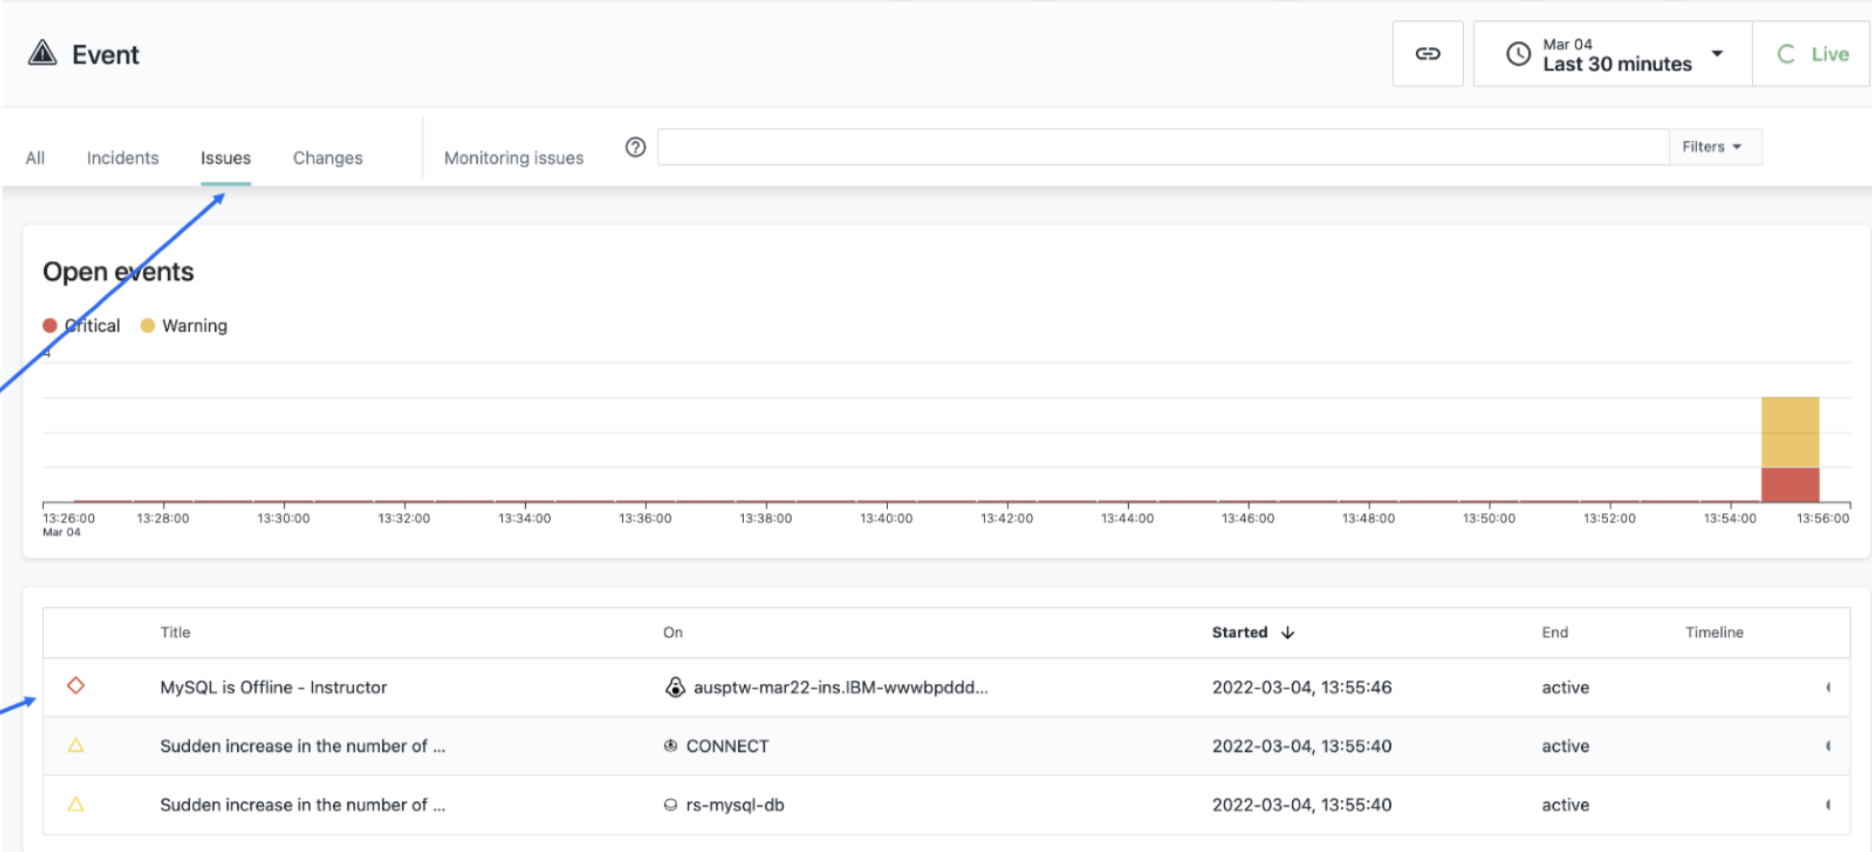 Event
Mar 04
Last 30 minutes
Live
All Incidents Issues Changes Monitoring issues Filters
Open events
Critical Warning
4
13:26:00 13:28:00 13:30:00 13:32:00 13:34:00 13:36:00 13:38:00 13:40:00 13:42:00 13:44:00 13:46:00 13:48:00 13:50:00 13:52:00 13:54:00 13:56:00
Mar 04
Title On Started End Timeline
MySQL is Offline - Instructor ausptw-mar22-ins.IBM-wwwbpddd... 2022-03-04, 13:55:46 active
Sudden increase in the number of ... CONNECT 2022-03-04, 13:55:40 active
Sudden increase in the number of ... rs-mysql-db 2022-03-04, 13:55:40 active